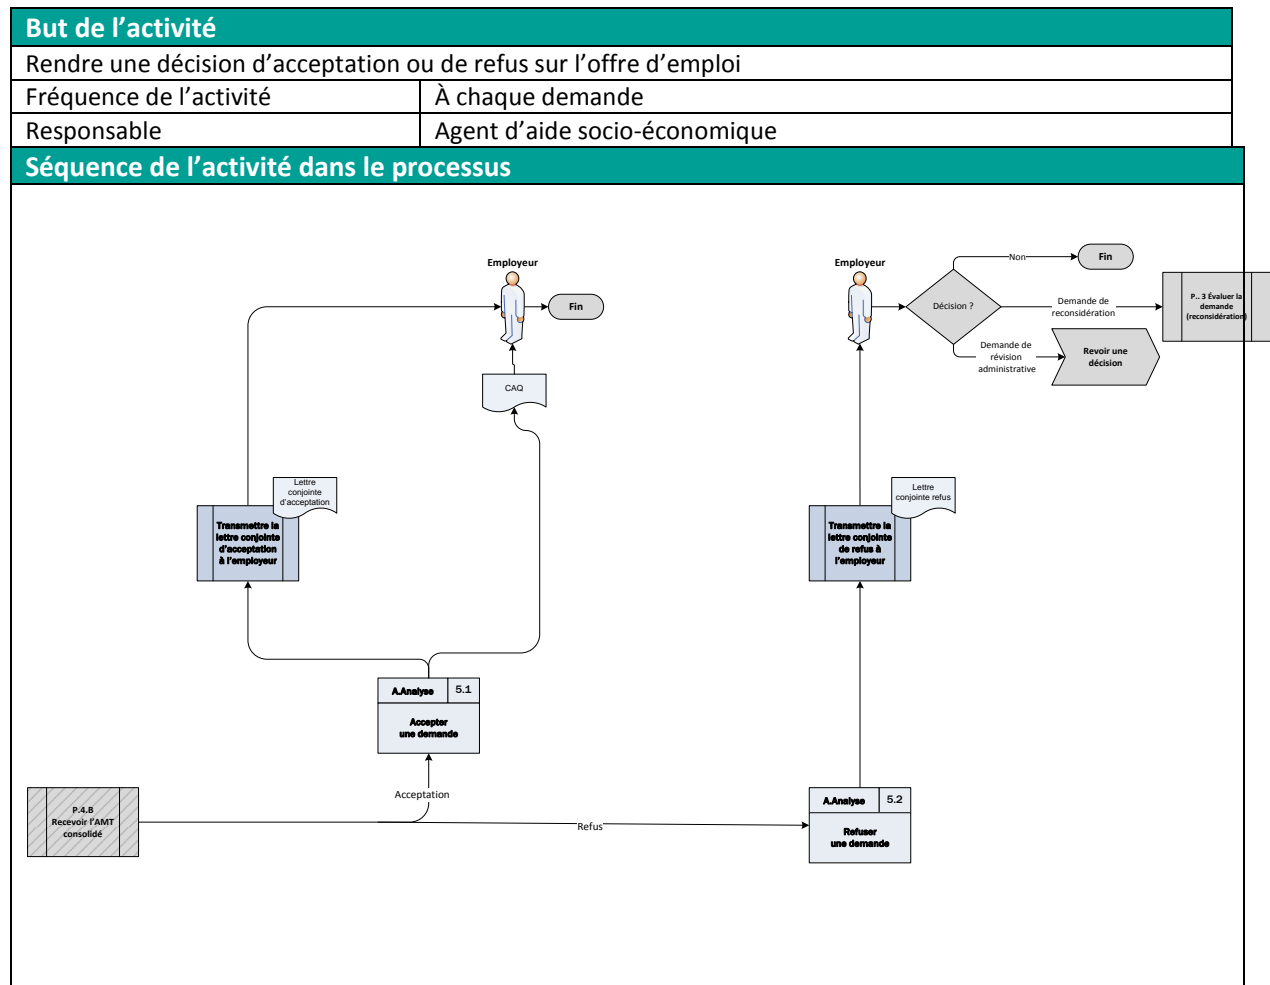 But de l’activité
Rendre une décision d’acceptation ou de refus sur l’offre d’emploi
Fréquence de l’activité
À chaque demande
Responsable
Agent d’aide socio-économique
Séquence de l’activité dans le processus
Employeur
Fin
CAQ
Lettre
conjointe
d’acceptation
Transmettre la
lettre conjointe
d’acceptation
à l’employeur
A.Analyse
5.1
Accepter
une demande
Acceptation
P.4.B
Recevoir l’AMT
consolidé
Refus
Employeur
Décision ?
Non
Fin
Demande de
reconsidération
P.. 3 Évaluer la
demande
(reconsidération)
Demande de
révision
administrative
Revoir une
décision
Lettre
conjointe refus
Transmettre la
lettre conjointe
de refus à
l’employeur
A.Analyse
5.2
Refuser
une demande